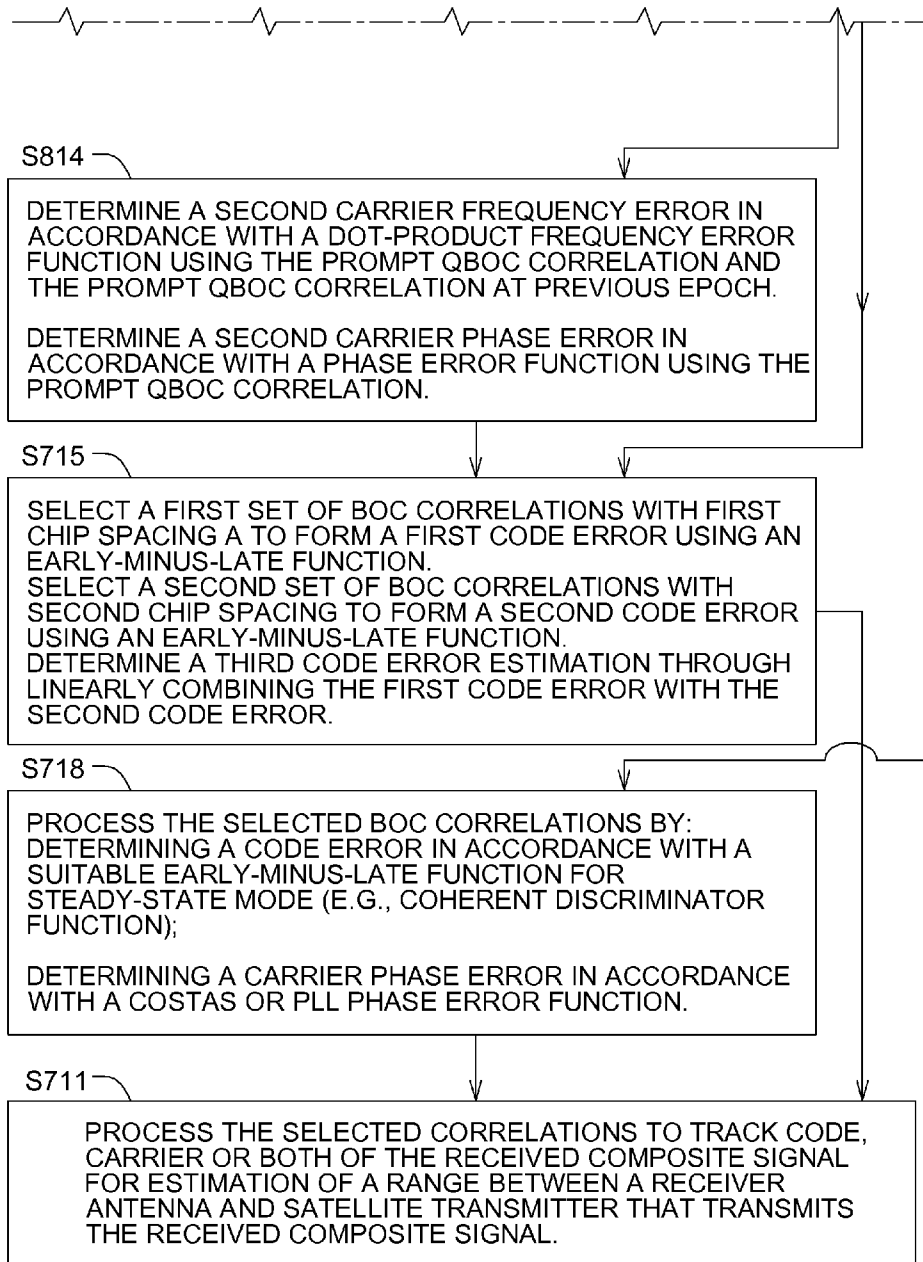 S814
DETERMINE A SECOND CARRIER FREQUENCY ERROR IN
ACCORDANCE WITH A DOT-PRODUCT FREQUENCY ERROR
FUNCTION USING THE PROMPT QBOC CORRELATION AND
THE PROMPT QBOC CORRELATION AT PREVIOUS EPOCH.
DETERMINE A SECOND CARRIER PHASE ERROR IN
ACCORDANCE WITH A PHASE ERROR FUNCTION USING THE
PROMPT QBOC CORRELATION.
S715
SELECT A FIRST SET OF BOC CORRELATIONS WITH FIRST
CHIP SPACING A TO FORM A FIRST CODE ERROR USING AN
EARLY-MINUS-LATE FUNCTION.
SELECT A SECOND SET OF BOC CORRELATIONS WITH
SECOND CHIP SPACING TO FORM A SECOND CODE ERROR
USING AN EARLY-MINUS-LATE FUNCTION.
DETERMINE A THIRD CODE ERROR ESTIMATION THROUGH
LINEARLY COMBINING THE FIRST CODE ERROR WITH THE
SECOND CODE ERROR.
S718
PROCESS THE SELECTED BOC CORRELATIONS BY:
DETERMINING A CODE ERROR IN ACCORDANCE WITH A
SUITABLE EARLY-MINUS-LATE FUNCTION FOR
STEADY-STATE MODE (E.G., COHERENT DISCRIMINATOR
FUNCTION);
DETERMINING A CARRIER PHASE ERROR IN ACCORDANCE
WITH A COSTAS OR PLL PHASE ERROR FUNCTION.
S711
PROCESS THE SELECTED CORRELATIONS TO TRACK CODE,
CARRIER OR BOTH OF THE RECEIVED COMPOSITE SIGNAL
FOR ESTIMATION OF A RANGE BETWEEN A RECEIVER
ANTENNA AND SATELLITE TRANSMITTER THAT TRANSMITS
THE RECEIVED COMPOSITE SIGNAL.